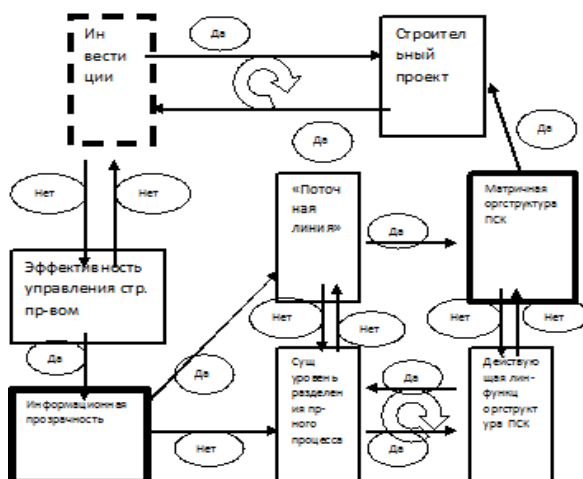 Ин
вести
ции
Да
Строител
ьный
проект
Да
Да
Нет
Нет
«Поточ
ная
линия»
Да
Матричная
оргструктура
ПСК
Эффективность
управления стр.
пр-вом
Нет
Нет
Нет
Нет
Да
Да
Информационная
прозрачность
Нет
Сущ
уровень
разделен
ия пр-
ного
процесса
Да
Да
Действу
ющая лин-
функц
оргструкт
ура ПСК